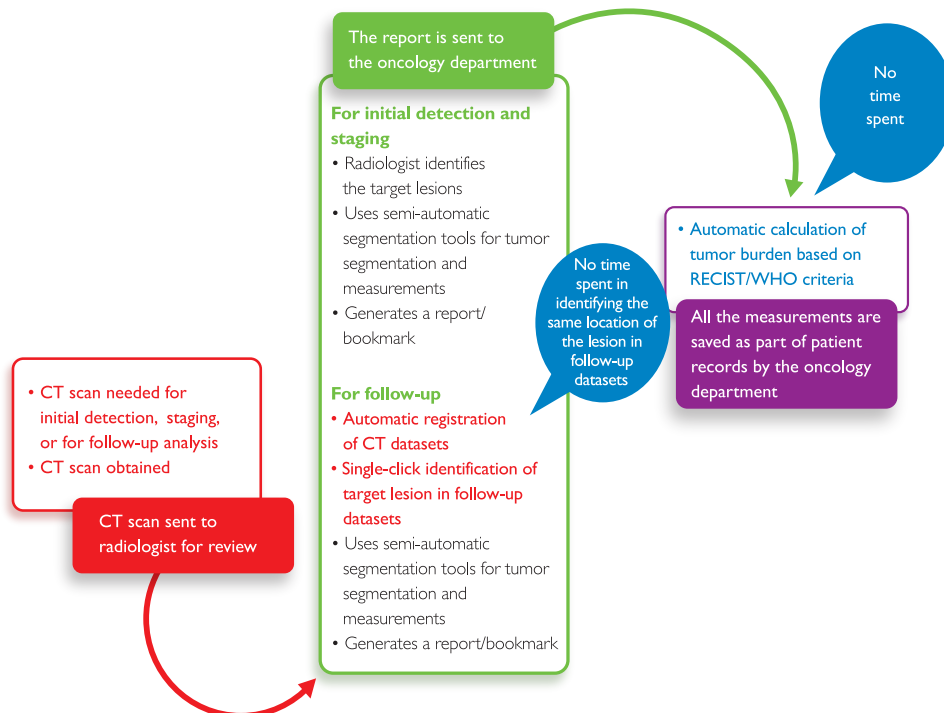 • CT scan needed for
initial detection, staging,
or for follow-up analysis
• CT scan obtained
CT scan sent to
radiologist for review
The report is sent to
the oncology department
For initial detection and
staging
• Radiologist identifies
the target lesions
• Uses semi-automatic
segmentation tools for tumor
segmentation and
measurements
• Generates a report/
bookmark
For follow-up
• Automatic registration
of CT datasets
• Single-click identification of
target lesion in follow-up
datasets
• Uses semi-automatic
segmentation tools for tumor
segmentation and
measurements
• Generates a report/bookmark
No time
spent in
identifying the
same location of
the lesion in
follow-up
datasets
No
time
spent
• Automatic calculation of
tumor burden based on
RECIST/WHO criteria
All the measurements are
saved as part of patient
records by the oncology
department